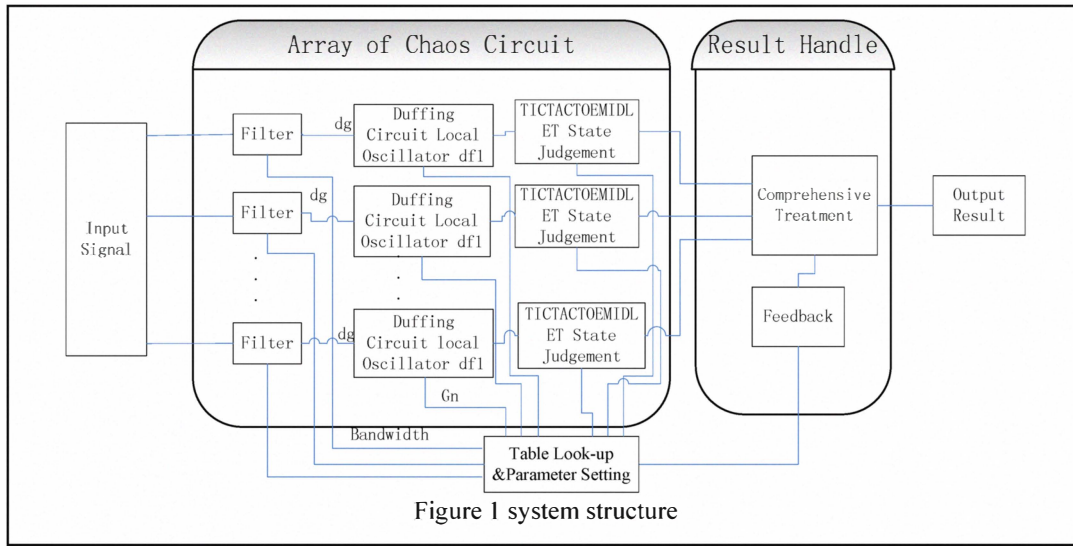 Array of Chaos Circuit
Result Handle
Input
Signal
Filter
dg
Duffing
Circuit Local
Oscillator df1
TICTACTOEMIDL
ET State
Judgement
Filter
dg
Duffing
Circuit Local
Oscillator df1
TICTACTOEMIDL
ET State
Judgement
Filter
dg
Duffing
Circuit local
Oscillator df1
TICTACTOEMIDL
ET State
Judgement
Comprehensive
Treatment
Output
Result
Feedback
Gn
Bandwidth
Table Look-up
&Parameter Setting
Figure 1 system structure